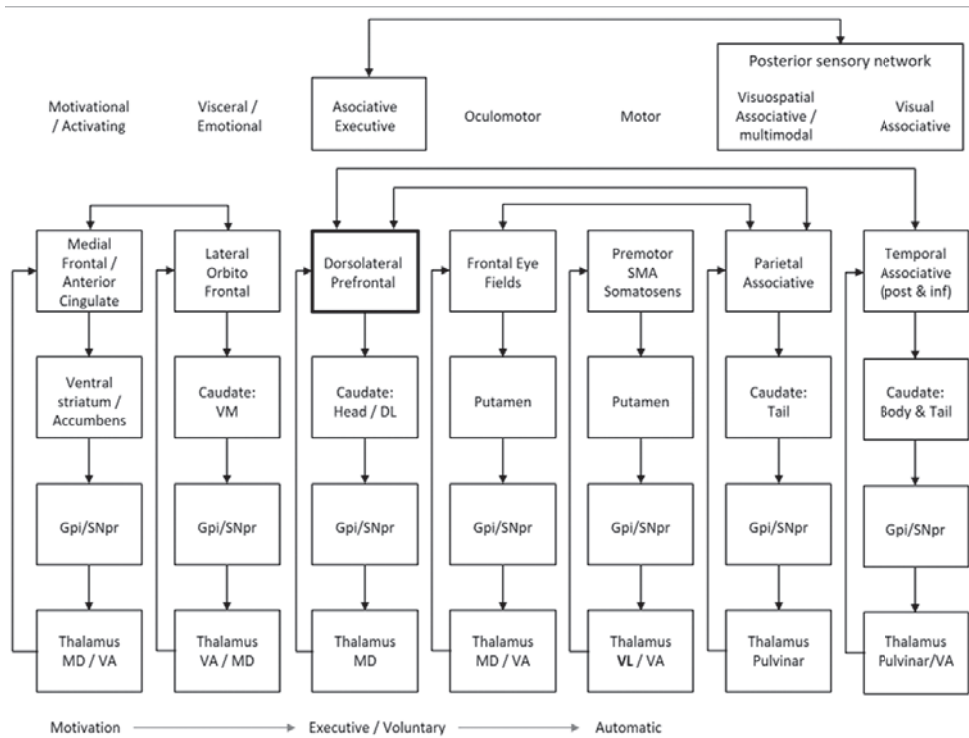 Posterior sensory network
Motivational
/ Activating
Visceral /
Emotional
Asociative
Executive
Oculomotor
Motor
Visuospatial
Associative /
multimodal
Visual
Associative
Medial
Frontal /
Anterior
Cingulate
Lateral
Orbito
Frontal
Dorsolateral
Prefrontal
Frontal Eye
Fields
Premotor
SMA
Somatosens
Parietal
Associative
Temporal
Associative
(post & inf)
Ventral
striatum /
Accumbens
Caudate:
VM
Caudate:
Head / DL
Putamen
Putamen
Caudate:
Tail
Caudate:
Body & Tail
Gpi/SNpr
Gpi/SNpr
Gpi/SNpr
Gpi/SNpr
Gpi/SNpr
Gpi/SNpr
Gpi/SNpr
Thalamus
MD / VA
Thalamus
VA / MD
Thalamus
MD
Thalamus
MD / VA
Thalamus
VL / VA
Thalamus
Pulvinar
Thalamus
Pulvinar/VA
Motivation
Executive / Voluntary
Automatic